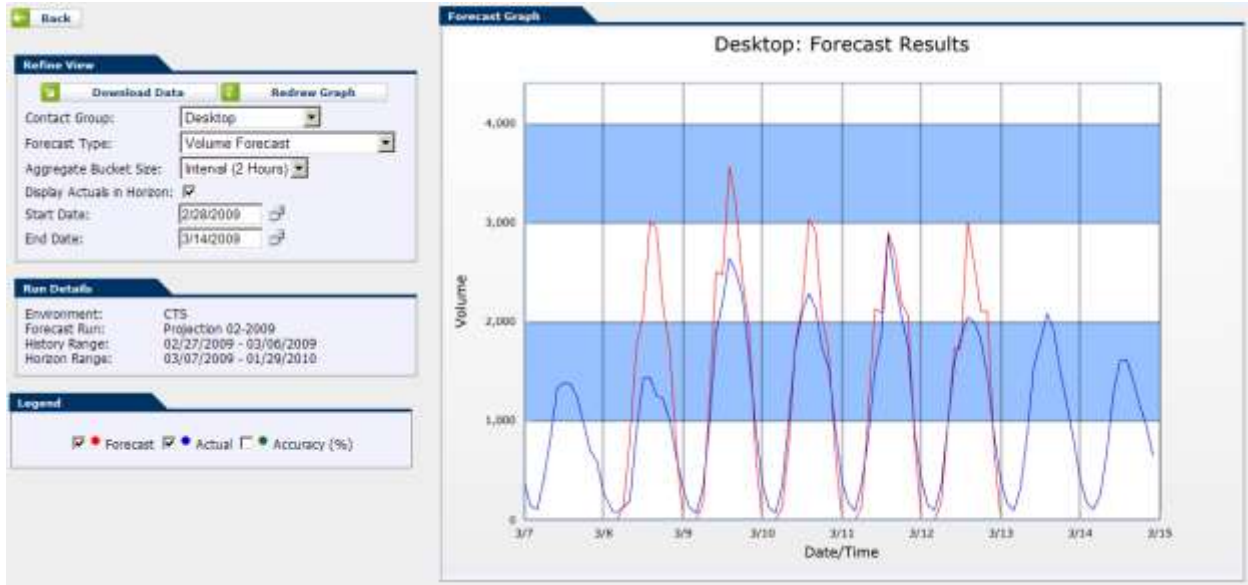 Back
Refine View
Download Data Redraw Graph
Contact Group: Desktop
Forecast Type: Volume Forecast
Aggregate Bucket Size: Interval (2 Hours)
Display Actuals in Horizon:
Start Date: 2/28/2009
End Date: 3/14/2009
Run Details
Environment: CTS
Forecast Run: Projection 02-2009
History Range: 02/27/2009 - 03/06/2009
Horizon Range: 03/07/2009 - 01/29/2010
Legend
Forecast Actual Accuracy (%)
Forecast Graph
Desktop: Forecast Results
4,000
3,000
2,000
1,000
0
Volume
3/7 3/8 3/9 3/10 3/11 3/12 3/13 3/14 3/15
Date/Time